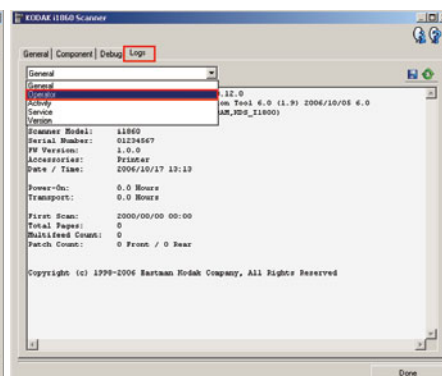 KODAK i1860 Scanner
General Component Debug Logs
General
General
Operator
Activity
Service
Version
.12.0
on Tool 6.0 (1.9) 2006/10/05 6.0
Scanner Model: i1860
Serial Number: 01234567
FW Version: 1.0.0
Accessories: Printer
Date / Time: 2006/10/17 13:13
Power-On: 0.0 Hours
Transport: 0.0 Hours
First Scan: 2000/00/00 00:00
Total Pages: 0
Multifeed Count: 0
Patch Count: 0 Front / 0 Rear
Copyright (c) 1998-2006 Eastman Kodak Company, All Rights Reserved
Done